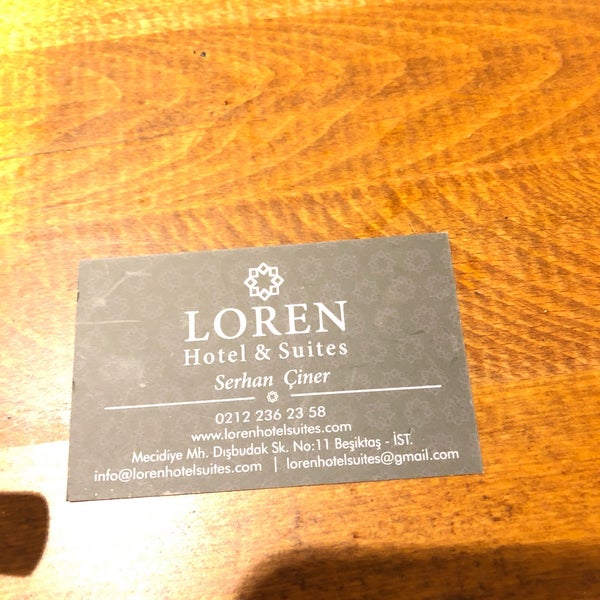 LOREN
Hotel & Suites
Serhan Çiner
0212 236 23 58
www.lorenhotelsuites.com
Mecidiye Mh. Dışbudak Sk. No:11 Beşiktaş - İST.
info@lorenhotelsuites.com | lorenhotelsuites@gmail.com